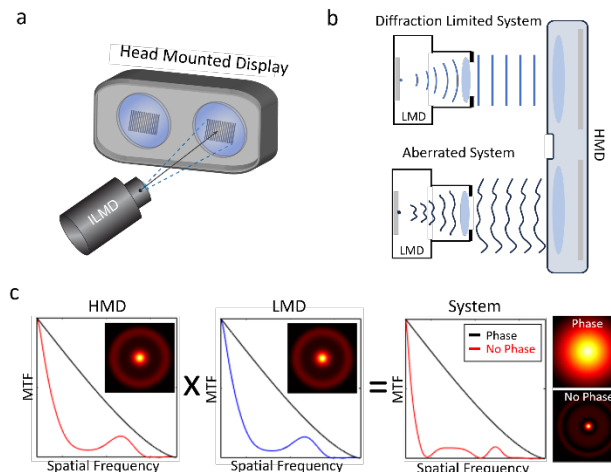 a
Head Mounted Display
ILMD
b
Diffraction Limited System
LMD
Aberrated System
LMD
HMD
c
HMD
LMD
System
MTF
X
MTF
=
MTF
Phase
No Phase
Phase
No Phase
Spatial Frequency
Spatial Frequency
Spatial Frequency